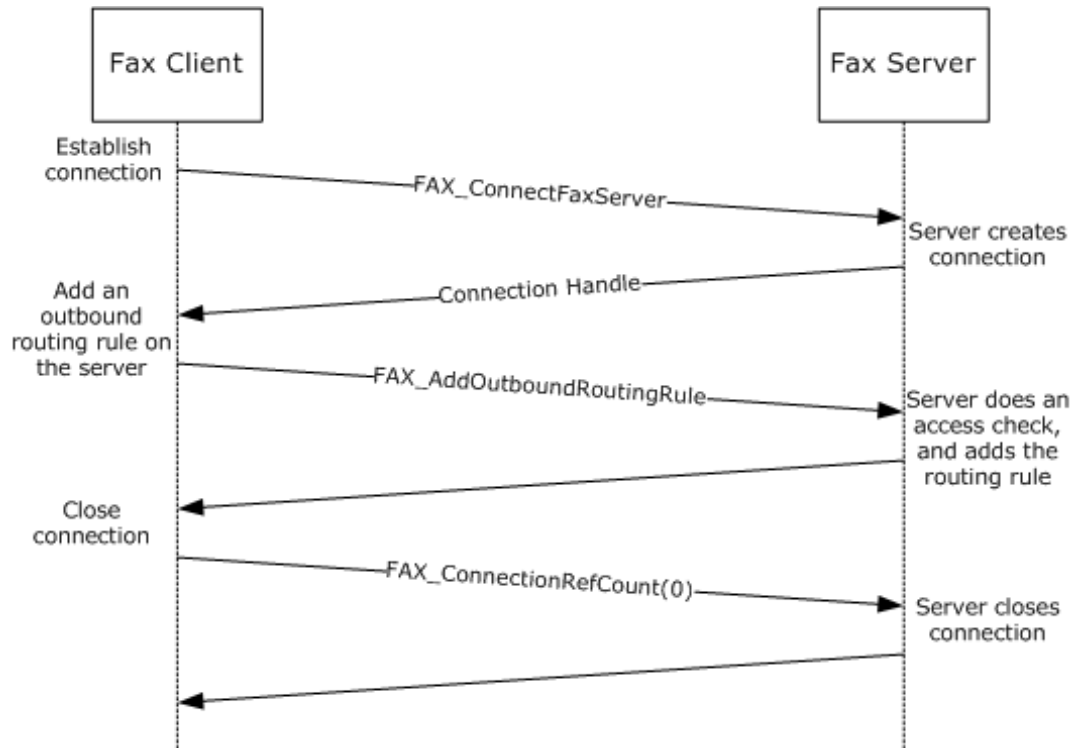 Fax Client
Fax Server
Establish
connection
FAX_ConnectFaxServer
Server creates
connection
Connection Handle
Add an
outbound
routing rule on
the server
FAX_AddOutboundRoutingRule
Server does an
access check,
and adds the
routing rule
Close
connection
FAX_ConnectionRefCount(0)
Server closes
connection